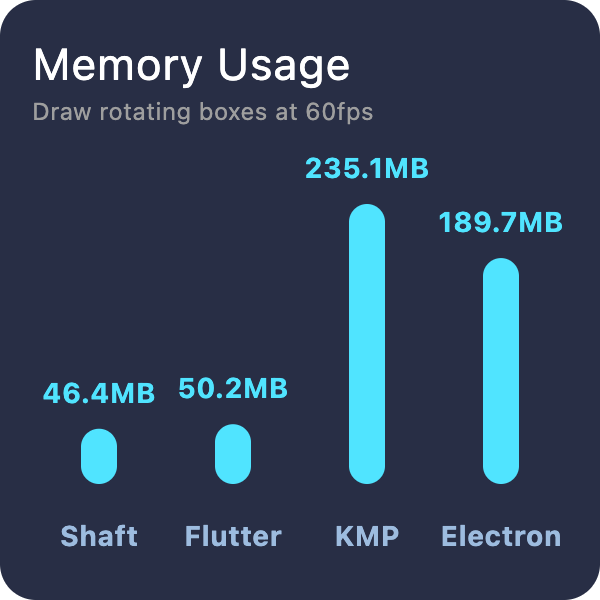 Memory Usage
Draw rotating boxes at 60fps
235.1MB
189.7MB
46.4MB 50.2MB
Shaft Flutter KMP Electron